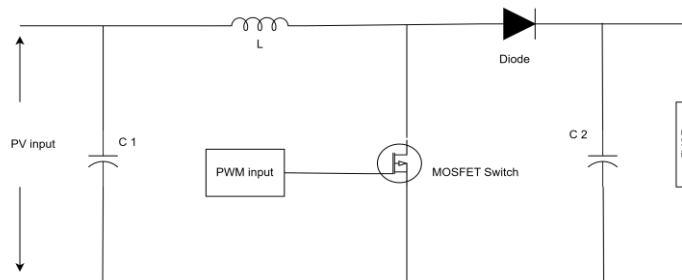 L
Diode
C 1
C 2
PV input
PWM input
MOSFET Switch